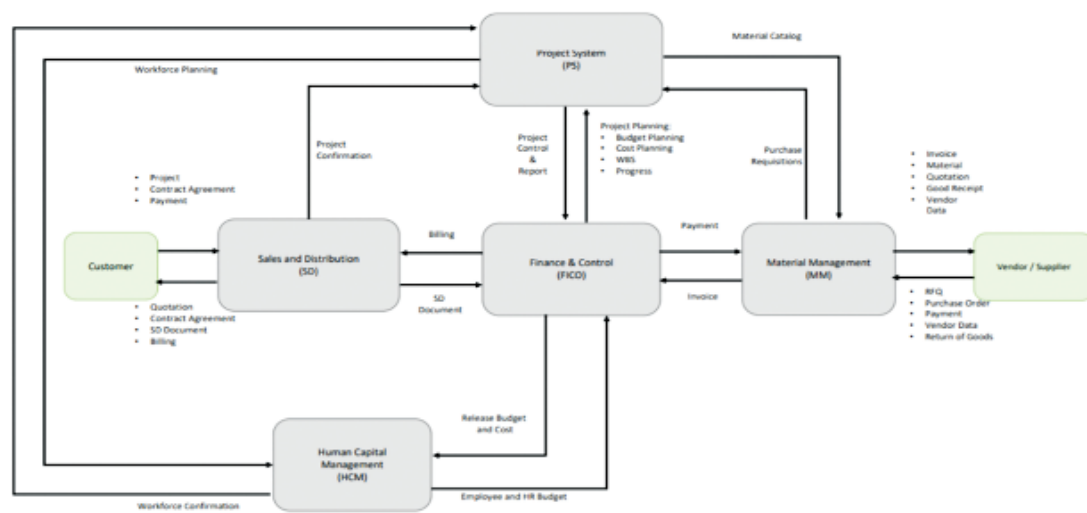 Project System
(PS)
Material Catalog
Workforce Planning
Project
Confirmation
Project
Control
&
Report
Project Planning:
• Budget Planning
• Cost Planning
• WBS
• Progress
Purchase
Requisitions
• Invoice
• Material
• Quotation
• Good Receipt
• Vendor
Data
• Project
• Contract Agreement
• Payment
Customer
Sales and Distribution
(SD)
Billing
SD
Document
Finance & Control
(FICO)
Payment
Invoice
Material Management
(MM)
Vendor / Supplier
• Quotation
• Contract Agreement
• SD Document
• Billing
• RFQ
• Purchase Order
• Payment
• Vendor Data
• Return of Goods
Release Budget
and Cost
Human Capital
Management
(HCM)
Employee and HR Budget
Workforce Confirmation